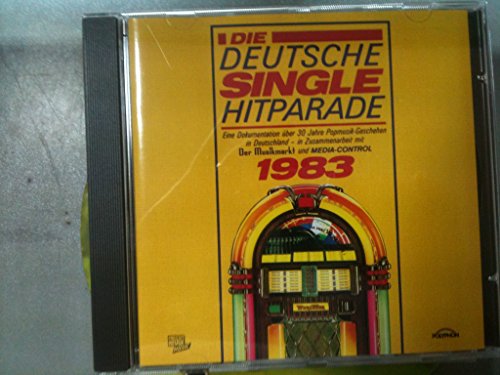 DIE
DEUTSCHE
SINGLE
HITPARADE
Eine Dokumentation über 30 Jahre Popmusik-Geschehen
in Deutschland – in Zusammenarbeit mit
Der Musikmarkt und MEDIA-CONTROL
1983
WurliTzer
POLYPHON